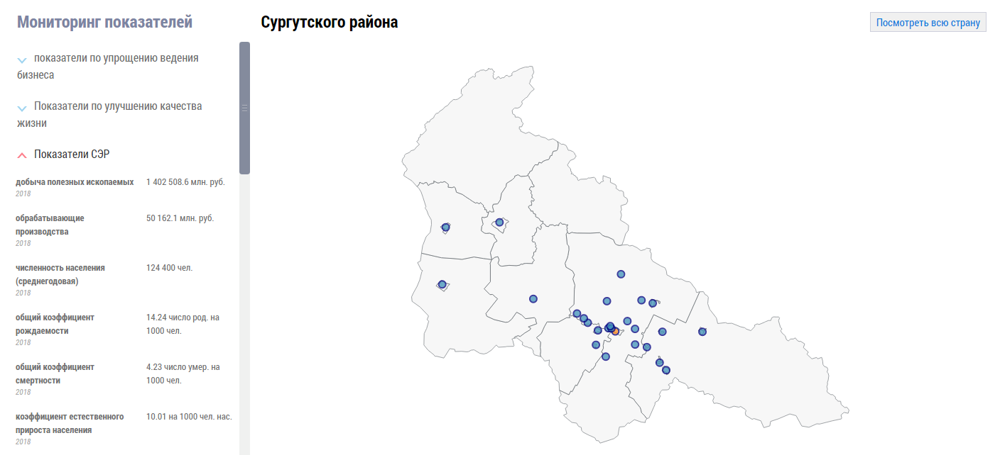 Мониторинг показателей
Сургутского района
Посмотреть всю страну
показатели по упрощению ведения
бизнеса
Показатели по улучшению качества
жизни
Показатели СЭР
добыча полезных ископаемых 1 402 508.6 млн. руб.
2018
обрабатывающие 50 162.1 млн. руб.
производства
2018
численность населения 124 400 чел.
(среднегодовая)
2018
общий коэффициент 14.24 число род. на
рождаемости 1000 чел.
2018
общий коэффициент 4.23 число умер. на
смертности 1000 чел.
2018
коэффициент естественного 10.01 на 1000 чел. нас.
прироста населения
2018